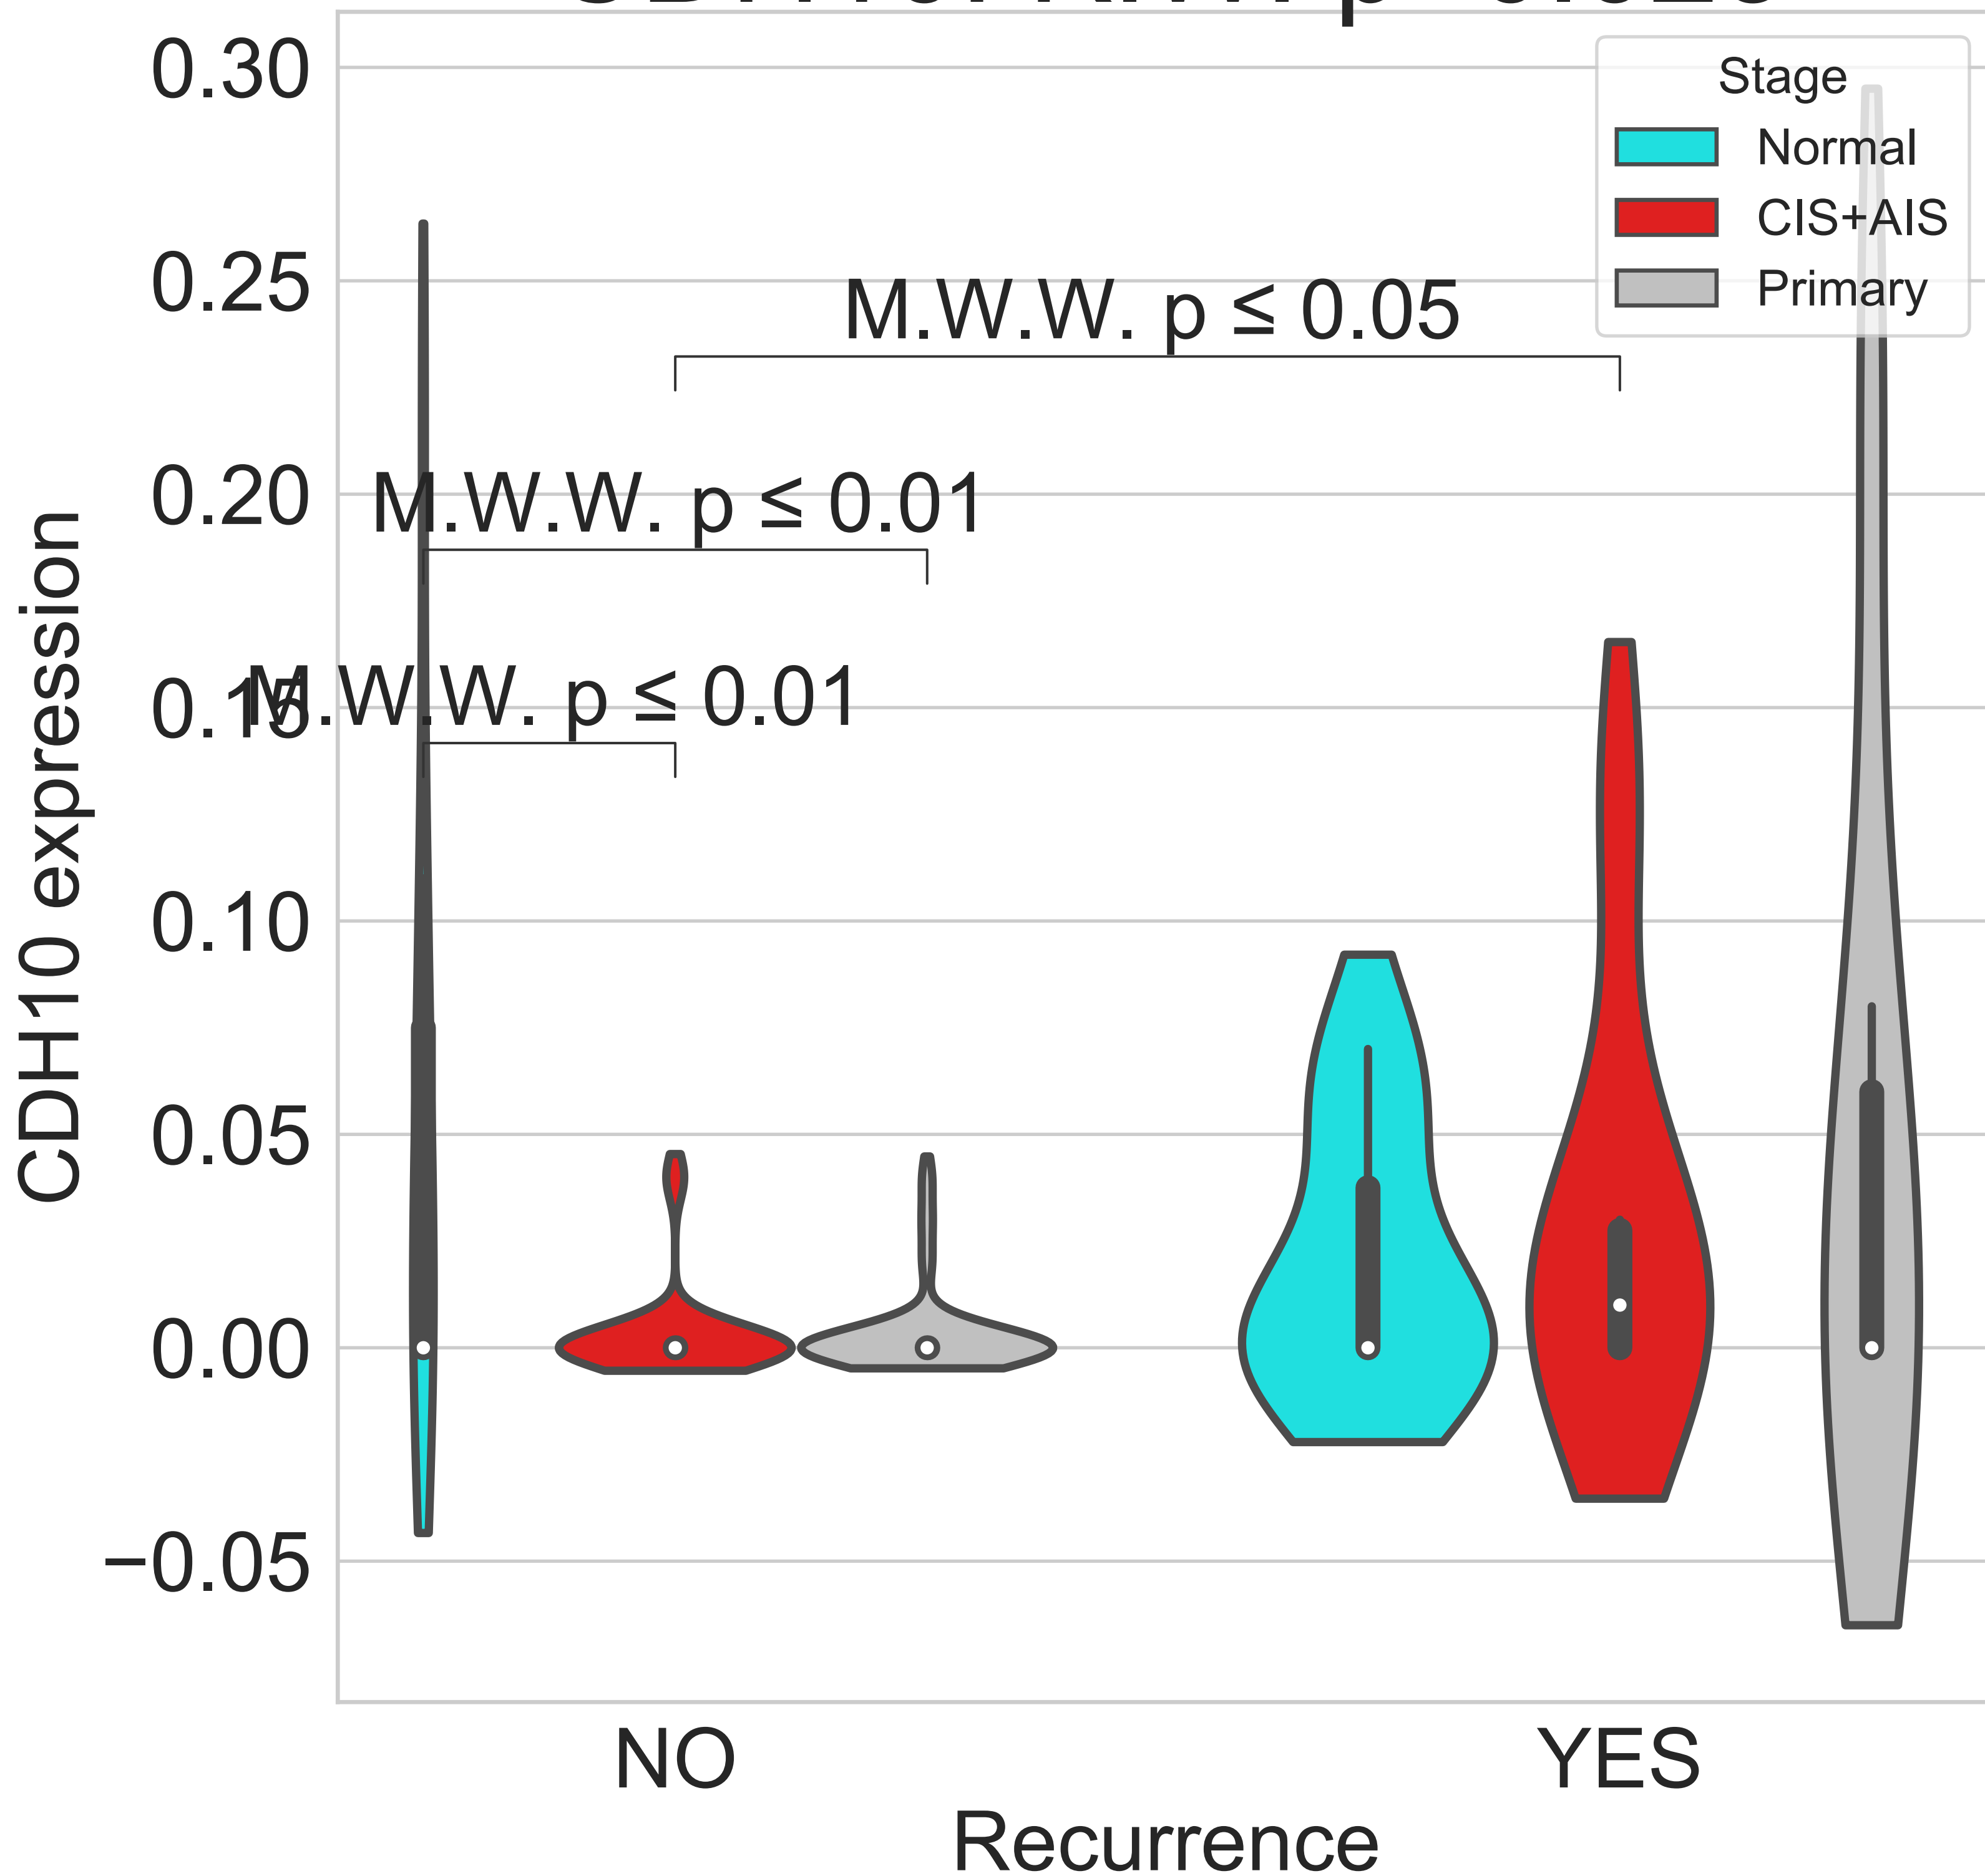 0.30
0.25
0.20
0.15
0.10
0.05
0.00
−0.05
CDH10 expression
Stage
Normal
CIS+AIS
Primary
M.W.W. p ≤ 0.05
M.W.W. p ≤ 0.01
M.W.W. p ≤ 0.01
NO
YES
Recurrence